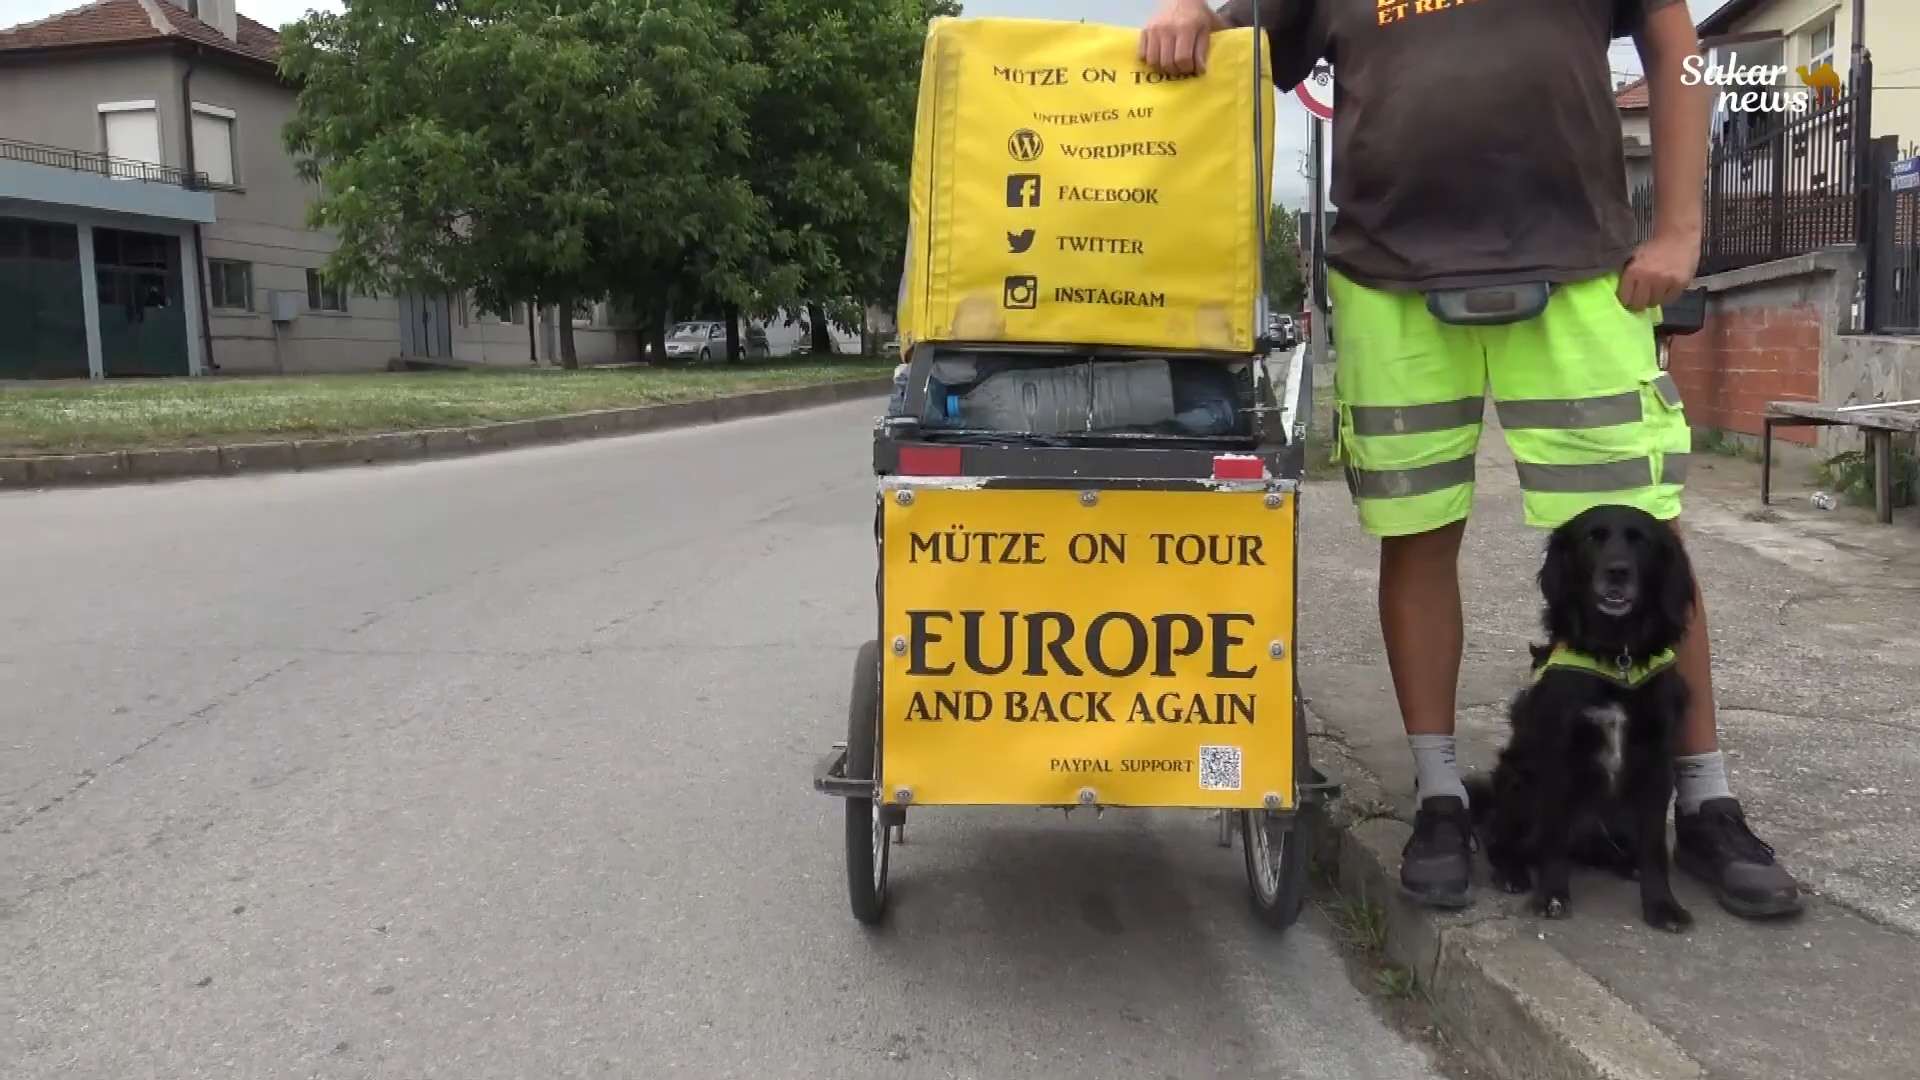 ET RET
Sakar
news
MÜTZE ON TOUR
UNTERWEGS AUF
WORDPRESS
FACEBOOK
TWITTER
INSTAGRAM
MÜTZE ON TOUR
EUROPE
AND BACK AGAIN
PAYPAL SUPPORT